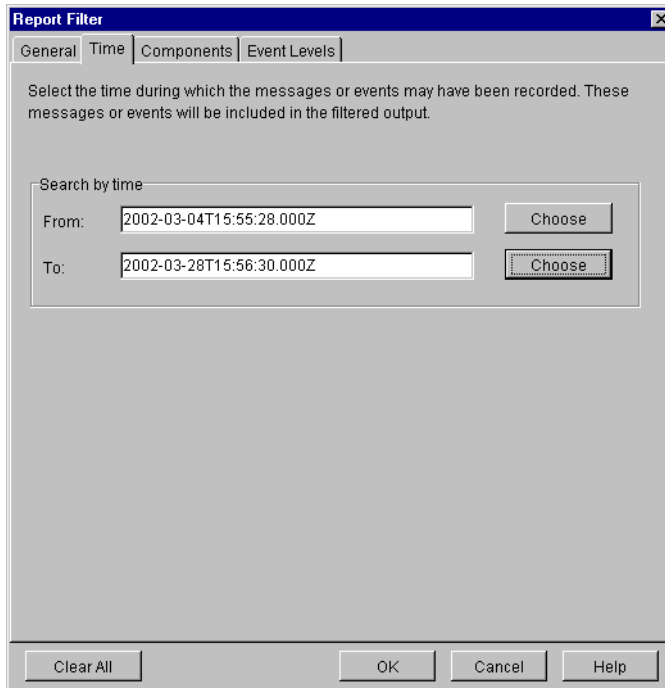 Report Filter
General Time Components Event Levels
Select the time during which the messages or events may have been recorded. These
messages or events will be included in the filtered output.
Search by time
From: 2002-03-04T15:55:28.000Z Choose
To: 2002-03-28T15:56:30.000Z Choose
Clear All OK Cancel Help